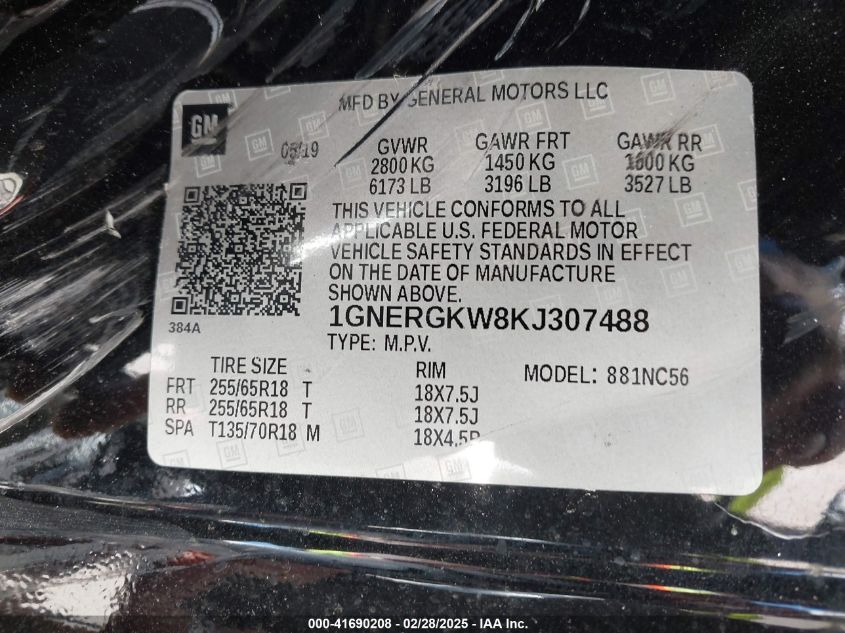 MFD BY GENERAL MOTORS LLC
GM
05/19
GVWR GAWR FRT GAWR RR
2800 KG 1450 KG 1600 KG
6173 LB 3196 LB 3527 LB
THIS VEHICLE CONFORMS TO ALL
APPLICABLE U.S. FEDERAL MOTOR
VEHICLE SAFETY STANDARDS IN EFFECT
ON THE DATE OF MANUFACTURE
SHOWN ABOVE.
384A
1GNERGKW8KJ307488
TYPE: M.P.V.
TIRE SIZE RIM MODEL: 881NC56
FRT 255/65R18 T 18X7.5J
RR 255/65R18 T 18X7.5J
SPA T135/70R18 M 18X4.5B
000-41690208 - 02/28/2025 - IAA Inc.